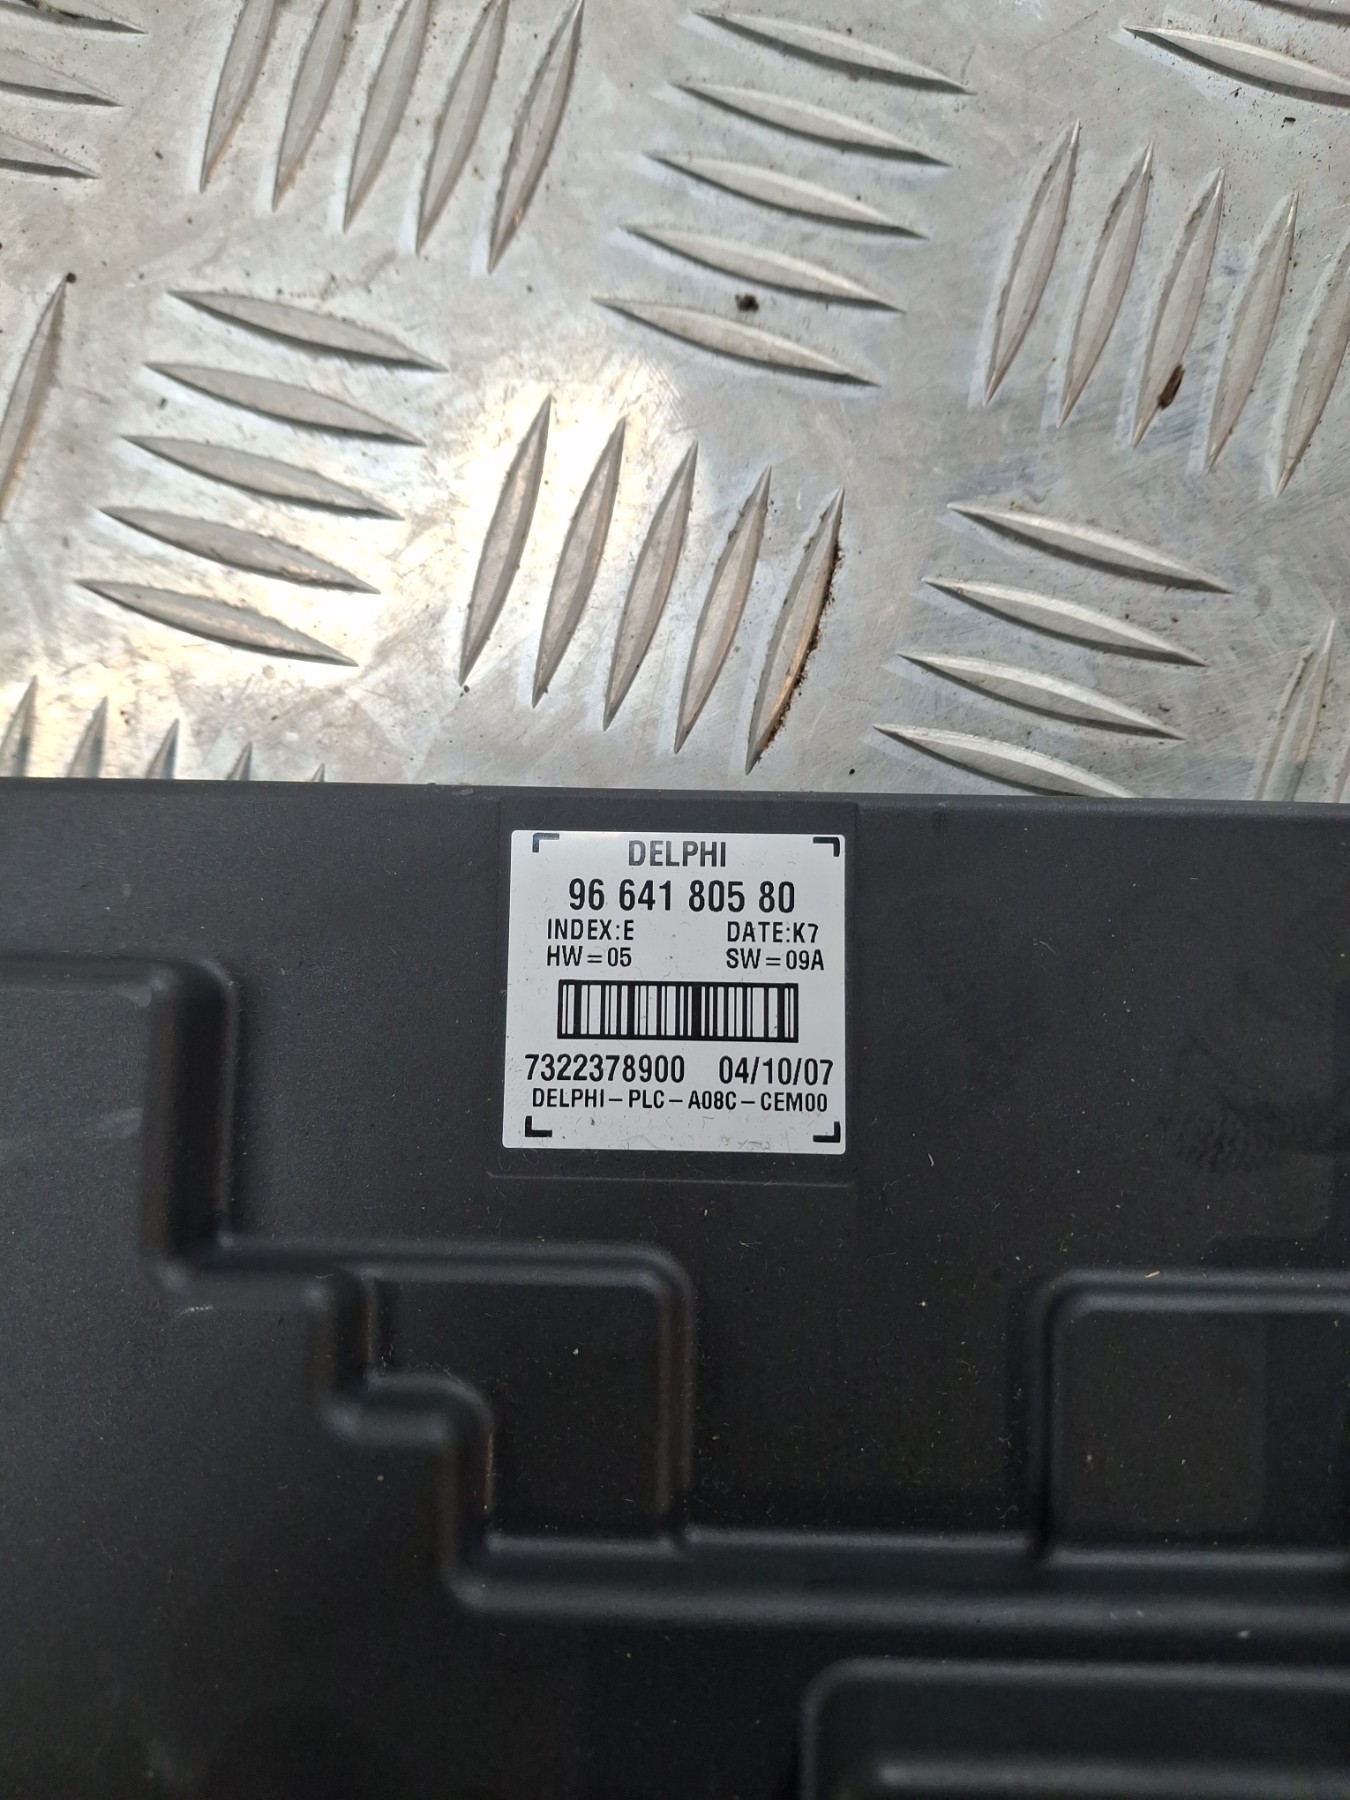 DELPHI
96 641 805 80
INDEX:E DATE:K7
HW=05 SW=09A
7322378900 04/10/07
DELPHI-PLC-A08C-CEM00